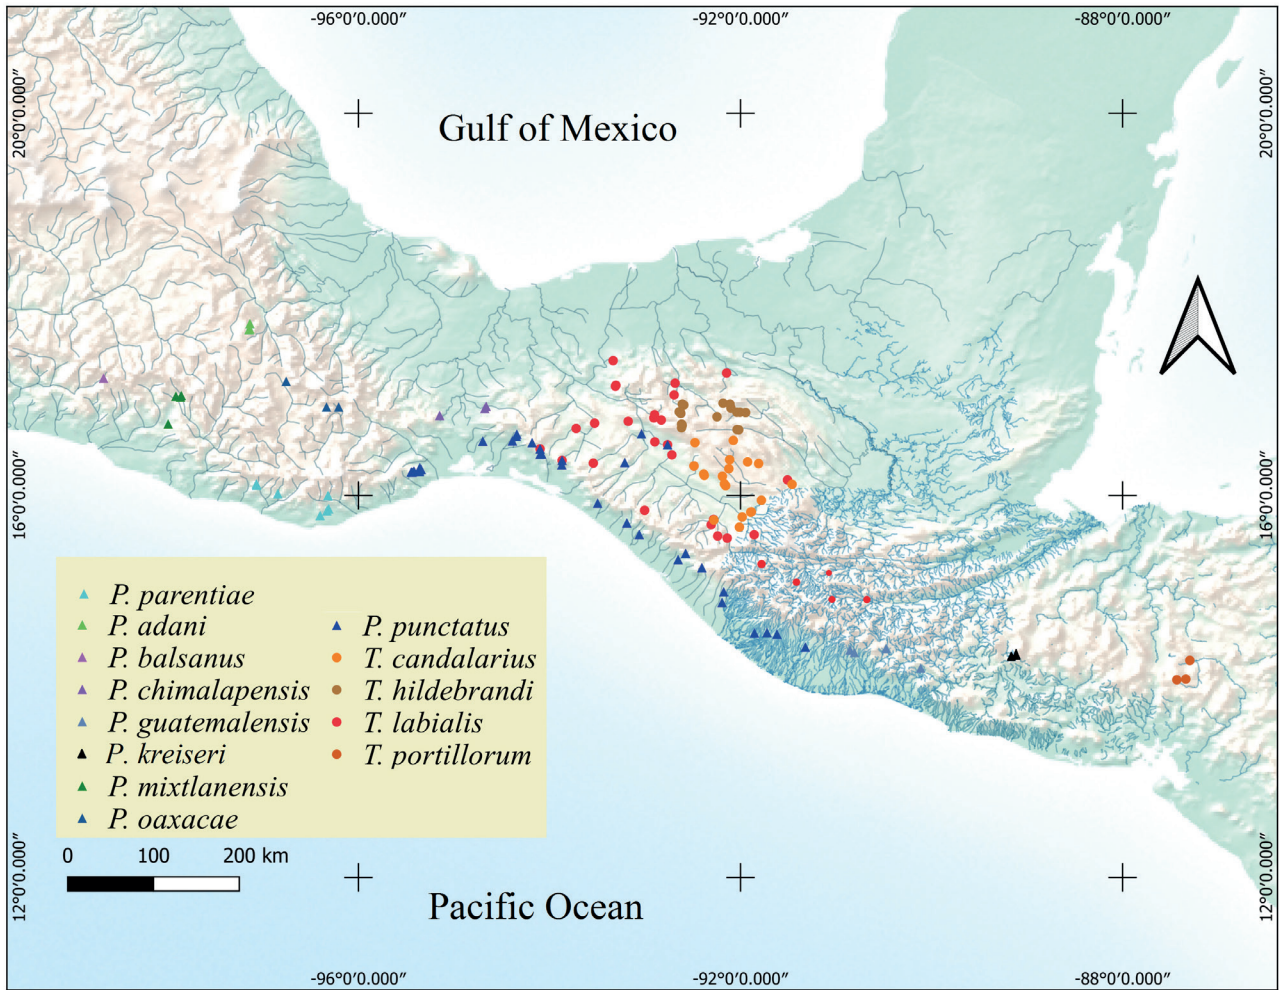 -96°0′0.000″ -92°0′0.000″ -88°0′0.000″
20°0′0.000″ 20°0′0.000″
Gulf of Mexico
16°0′0.000″ 16°0′0.000″
P. parentiae
P. adani
P. balsanus
P. chimalapensis
P. guatemalensis
P. kreiseri
P. mixtlanensis
P. oaxacae
P. punctatus
T. candalarius
T. hildebrandi
T. labialis
T. portillorum
0 100 200 km
12°0′0.000″ 12°0′0.000″
Pacific Ocean
-96°0′0.000″ -92°0′0.000″ -88°0′0.000″